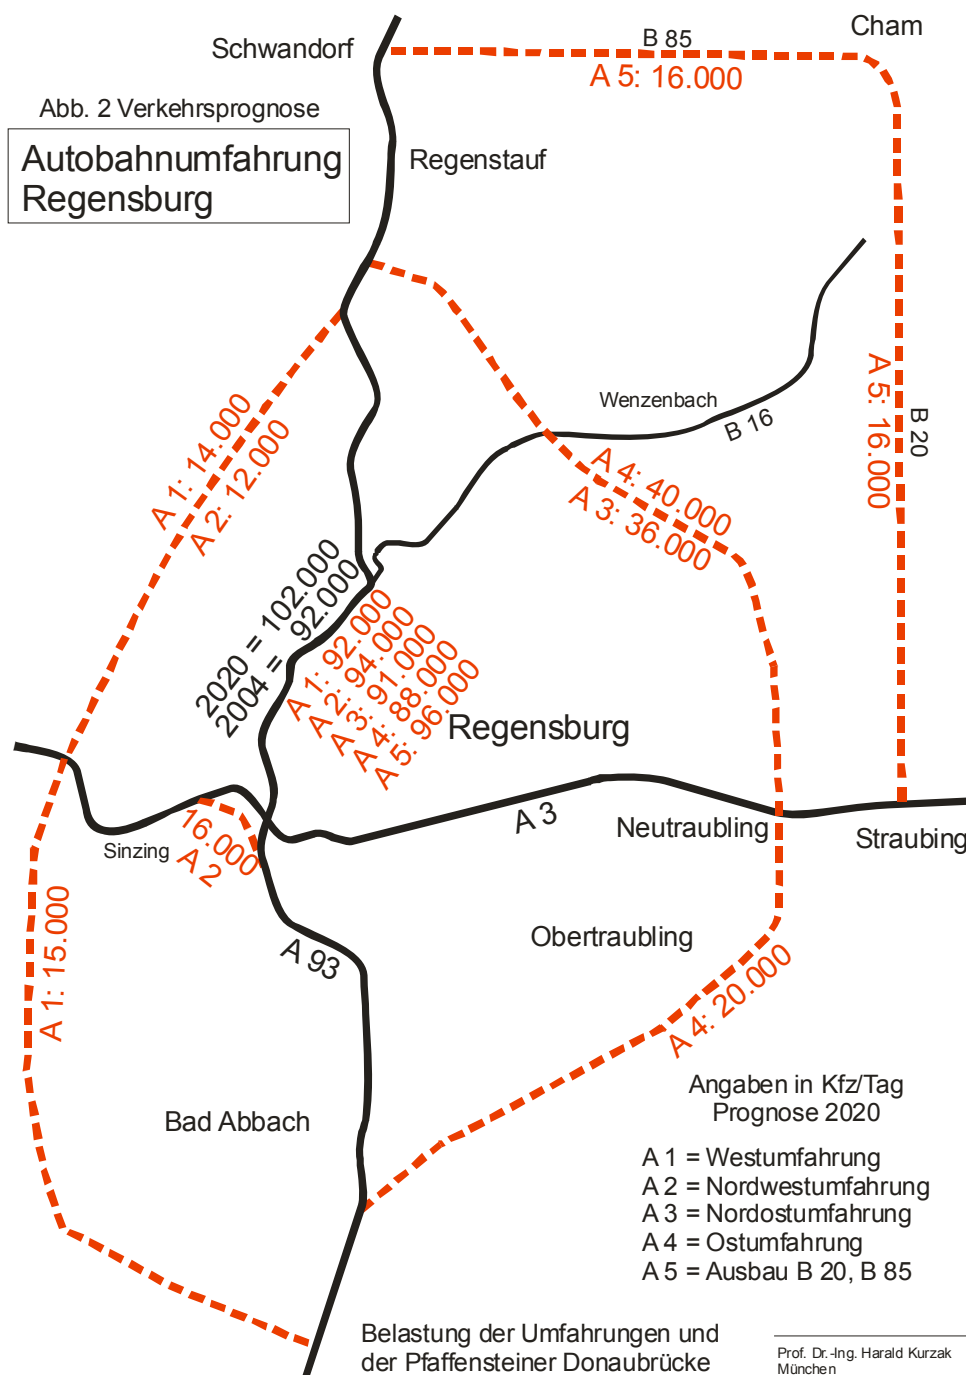 Cham
B 85
Schwandorf
A 5: 16.000
Abb. 2 Verkehrsprognose
Autobahnumfahrung
Regensburg
Regenstauf
A 5: 16.000
B 20
Wenzenbach
B 16
A 1: 14.000
A 2: 12.000
A 4: 40.000
A 3: 36.000
2020 = 102.000
2004 = 92.000
A 1: 92.000
A 2: 94.000
A 3: 91.000
A 4: 88.000
A 5: 96.000
Regensburg
A 3
Neutraubling
Straubing
Sinzing
16.000
A 2
A 1: 15.000
A 93
Obertraubling
A 4: 20.000
Bad Abbach
Angaben in Kfz/Tag
Prognose 2020
A 1 = Westumfahrung
A 2 = Nordwestumfahrung
A 3 = Nordostumfahrung
A 4 = Ostumfahrung
A 5 = Ausbau B 20, B 85
Belastung der Umfahrungen und
der Pfaffensteiner Donaubrücke
Prof. Dr.-Ing. Harald Kurzak
München